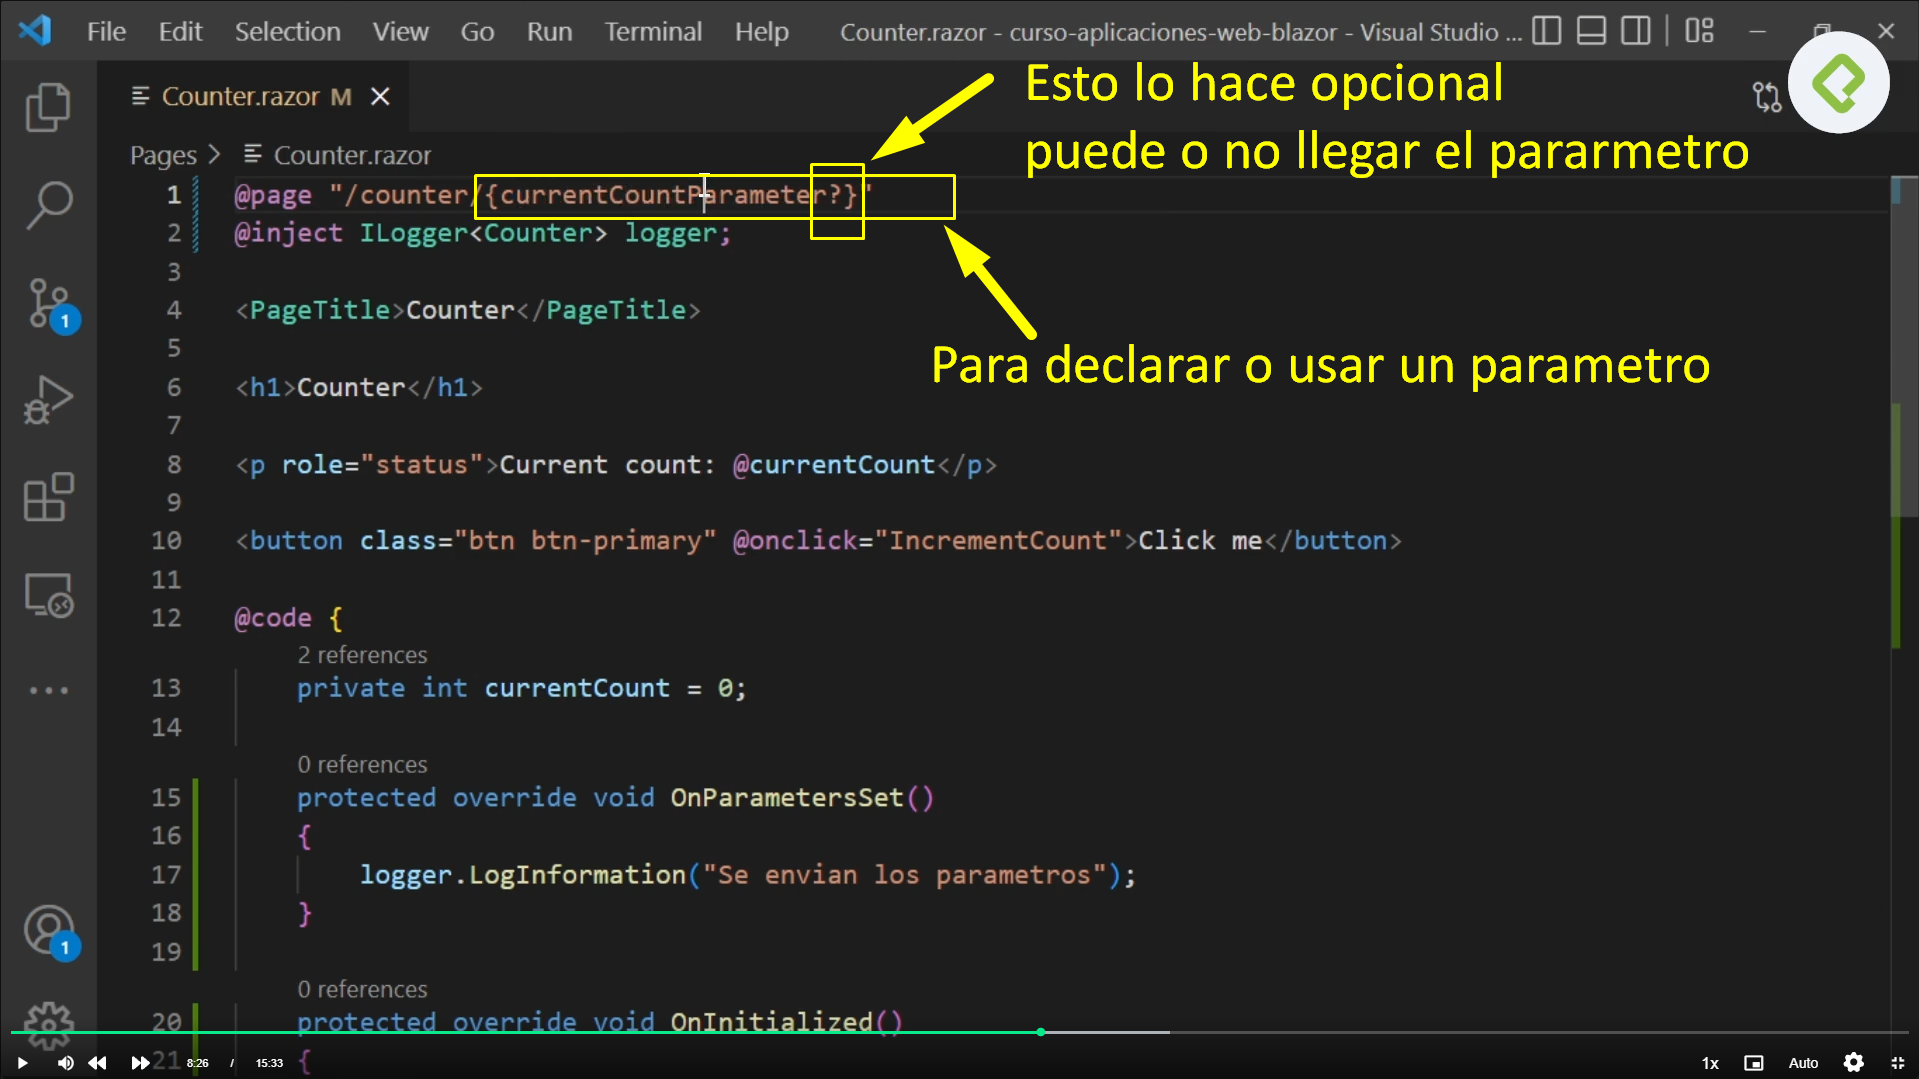 File Edit Selection View Go Run Terminal Help Counter.razor - curso-aplicaciones-web-blazor - Visual Studio ...
Counter.razor M
Esto lo hace opcional
puede o no llegar el pararmetro
Pages > Counter.razor
1 @page "/counter/{currentCountParameter?}"
2 @inject ILogger<Counter> logger;
3
4 <PageTitle>Counter</PageTitle>
5
Para declarar o usar un parametro
6 <h1>Counter</h1>
7
8 <p role="status">Current count: @currentCount</p>
9
10 <button class="btn btn-primary" @onclick="IncrementCount">Click me</button>
11
12 @code {
2 references
13 private int currentCount = 0;
14
0 references
15 protected override void OnParametersSet()
16 {
17 logger.LogInformation("Se envian los parametros");
18 }
19
0 references
20 protected override void OnInitialized()
21 {
1
1
8:26 / 15:33 1x Auto